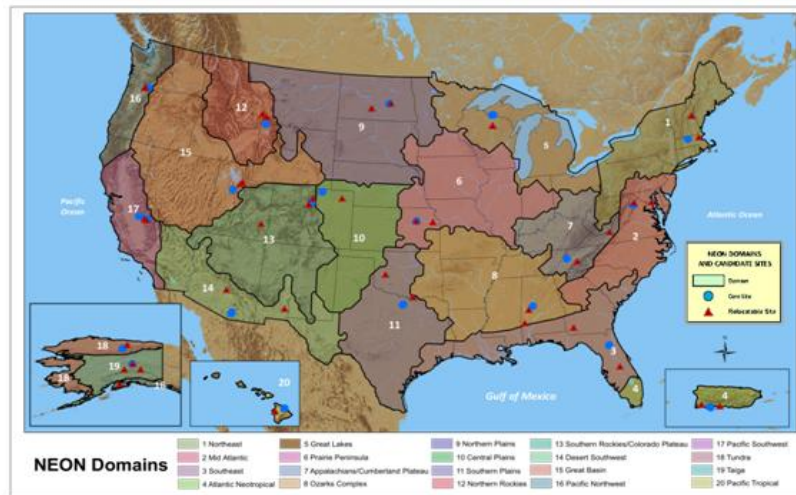 16
12
9
1
5
15
6
Pacific
Ocean
17
7
Atlantic Ocean
13
10
2
NEON DOMAINS
AND CANDIDATE SITES
Domain
Core Site
Relocatable Site
8
14
11
18
3
19
20
4
18
18
Gulf of Mexico
4
NEON Domains
1 Northeast
2 Mid Atlantic
3 Southeast
4 Atlantic Neotropical
5 Great Lakes
6 Prairie Peninsula
7 Appalachians/Cumberland Plateau
8 Ozarks Complex
9 Northern Plains
10 Central Plains
11 Southern Plains
12 Northern Rockies
13 Southern Rockies/Colorado Plateau
14 Desert Southwest
15 Great Basin
16 Pacific Northwest
17 Pacific Southwest
18 Tundra
19 Taiga
20 Pacific Tropical